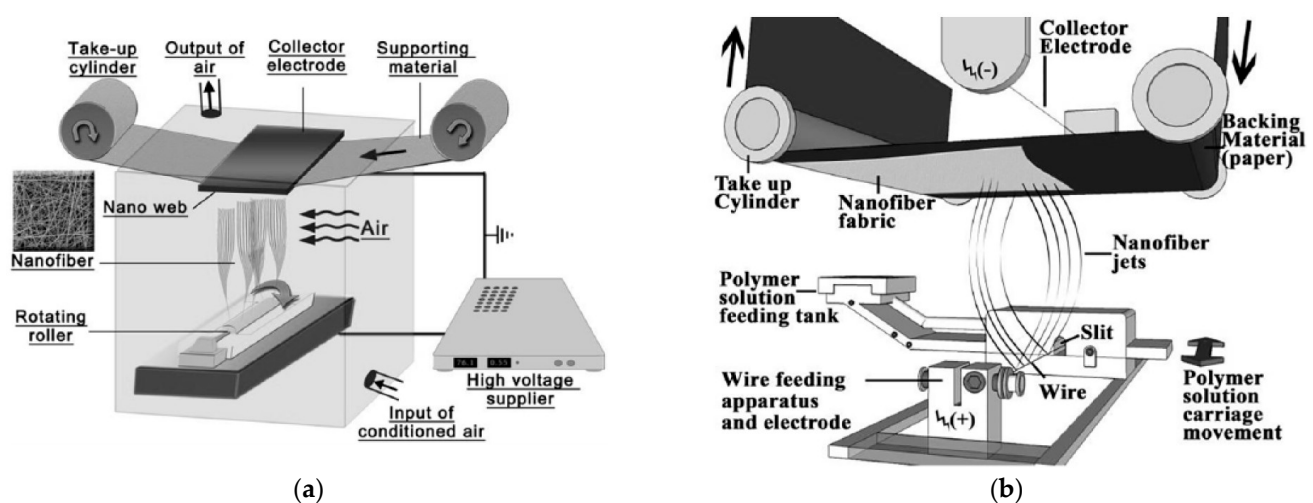 Take-up
cylinder
Output of
air
Collector
electrode
Supporting
material
Nano web
Air
Nanofiber
Rotating
roller
High voltage
supplier
Input of
conditioned air
(a)
Collector
Electrode
(-)
Backing
Material
(paper)
Take up
Cylinder
Nanofiber
fabric
Nanofiber
jets
Polymer
solution
feeding tank
Slit
Wire feeding
apparatus
and electrode
Wire
(+)
Polymer
solution
carriage
movement
(b)